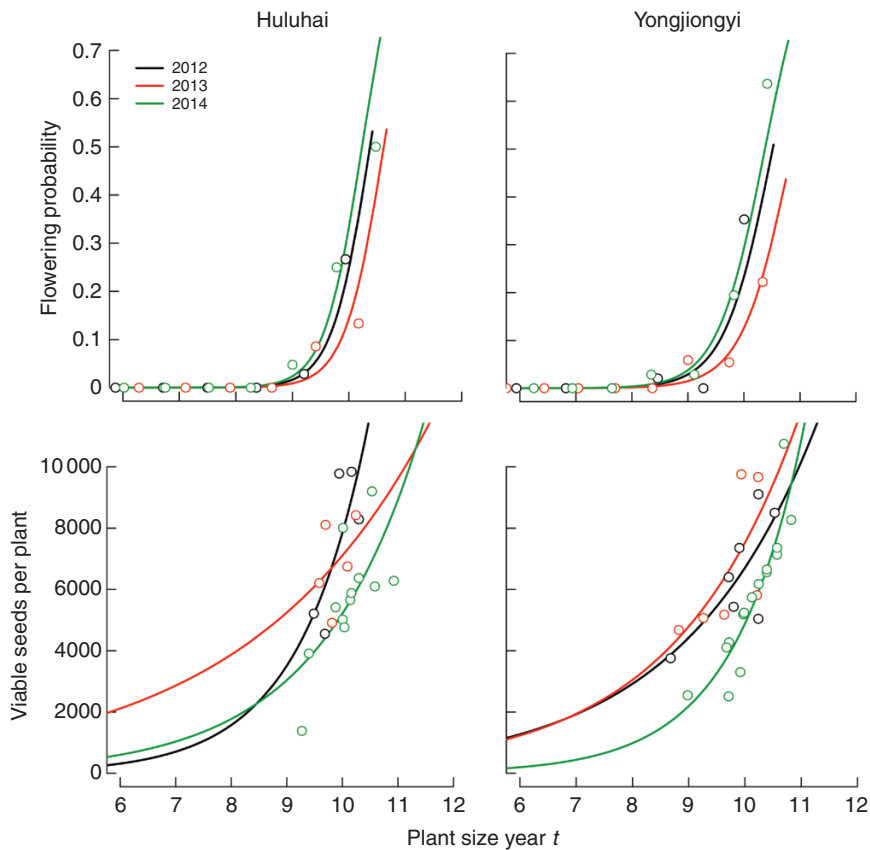 Huluhai
Yongjiongyi
0.7
0.6
0.5
0.4
0.3
0.2
0.1
0
Flowering probability
2012
2013
2014
10 000
8000
6000
4000
2000
0
Viable seeds per plant
6 7 8 9 10 11 12
6 7 8 9 10 11 12
Plant size year t